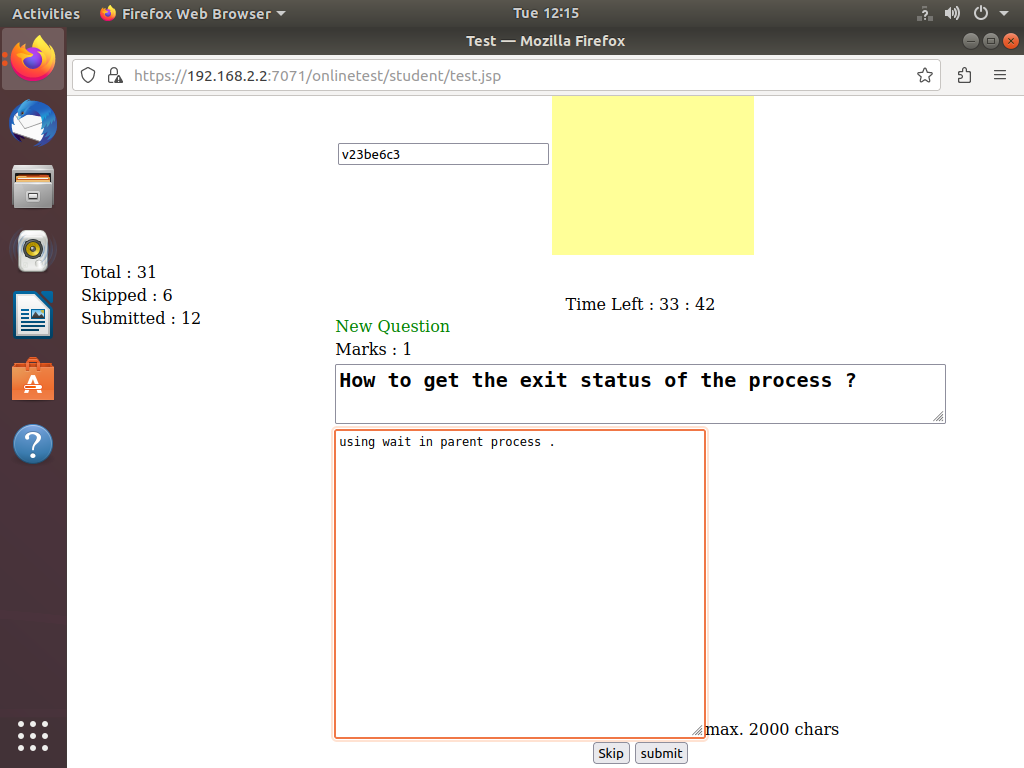 Activities Firefox Web Browser Tue 12:15
Test — Mozilla Firefox
https://192.168.2.2:7071/onlinetest/student/test.jsp
v23be6c3
Total : 31
Skipped : 6
Time Left : 33 : 42
Submitted : 12
New Question
Marks : 1
How to get the exit status of the process ?
using wait in parent process .
max. 2000 chars
Skip submit